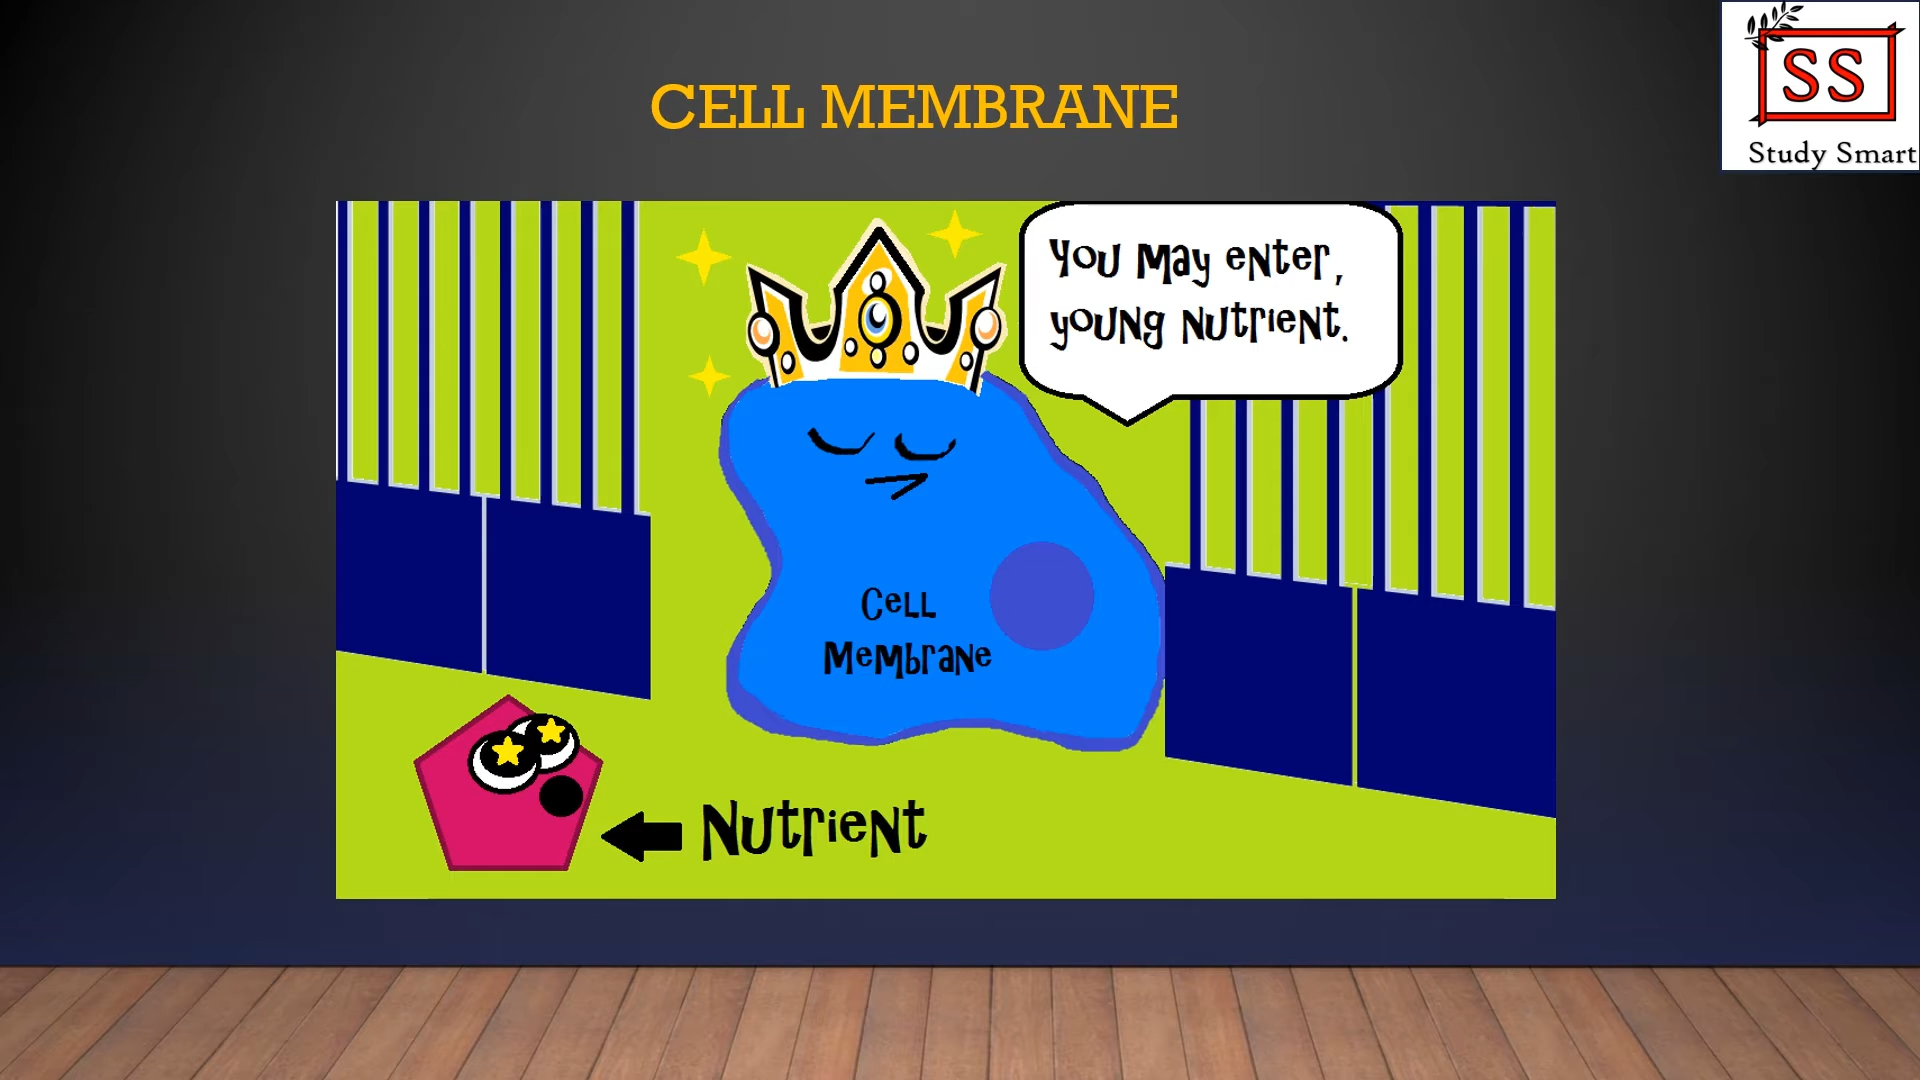 CELL MEMBRANE
SS
Study Smart
You may enter,
young nutrient.
Cell
Membrane
Nutrient